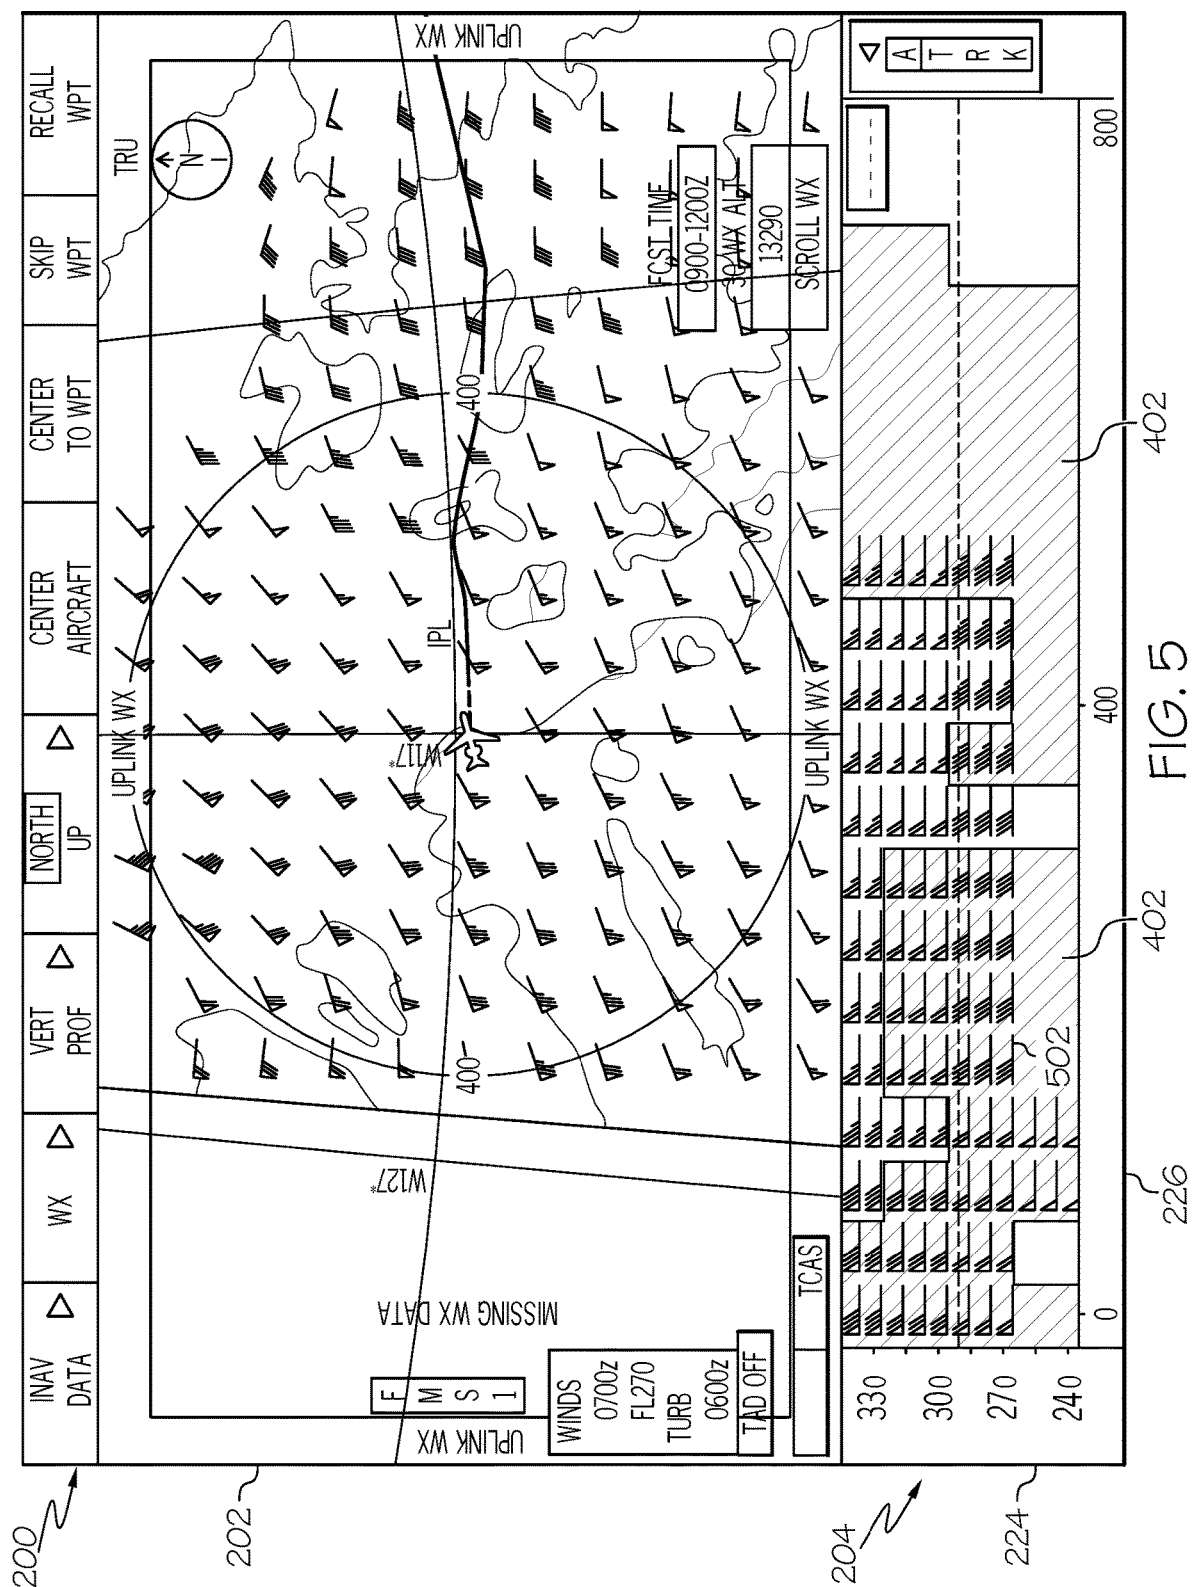 200
INAV
DATA
WX
VERT
PROF
NORTH
UP
CENTER
AIRCRAFT
CENTER
TO WPT
SKIP
WPT
RECALL
WPT
202
UPLINK WX
TRU
N
F
M
S
1
MISSING WX DATA
W127*
W117*
IPL
400
400
UPLINK WX
UPLINK WX
UPLINK WX
WINDS
0700z
FL270
TURB
0600z
TAD OFF
TCAS
FCST TIME
0900-1200Z
WX ALT
13290
SCROLL WX
204
330
300
270
240
A
T
R
K
0
400
800
224
226
502
402
402
FIG. 5